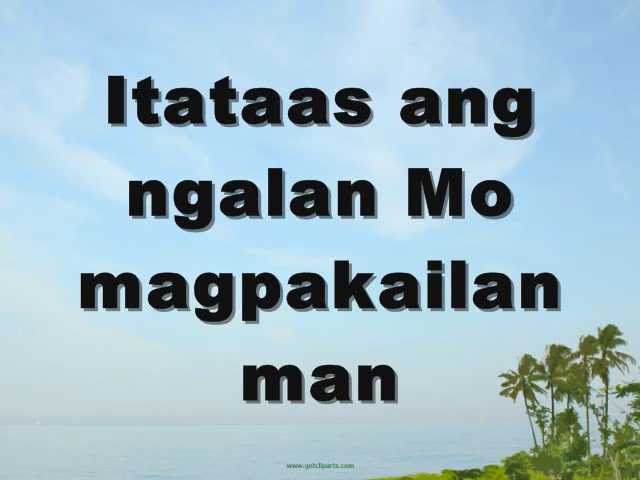 Itataas ang
ngalan Mo
magpakailan
man
www.getcliparts.com